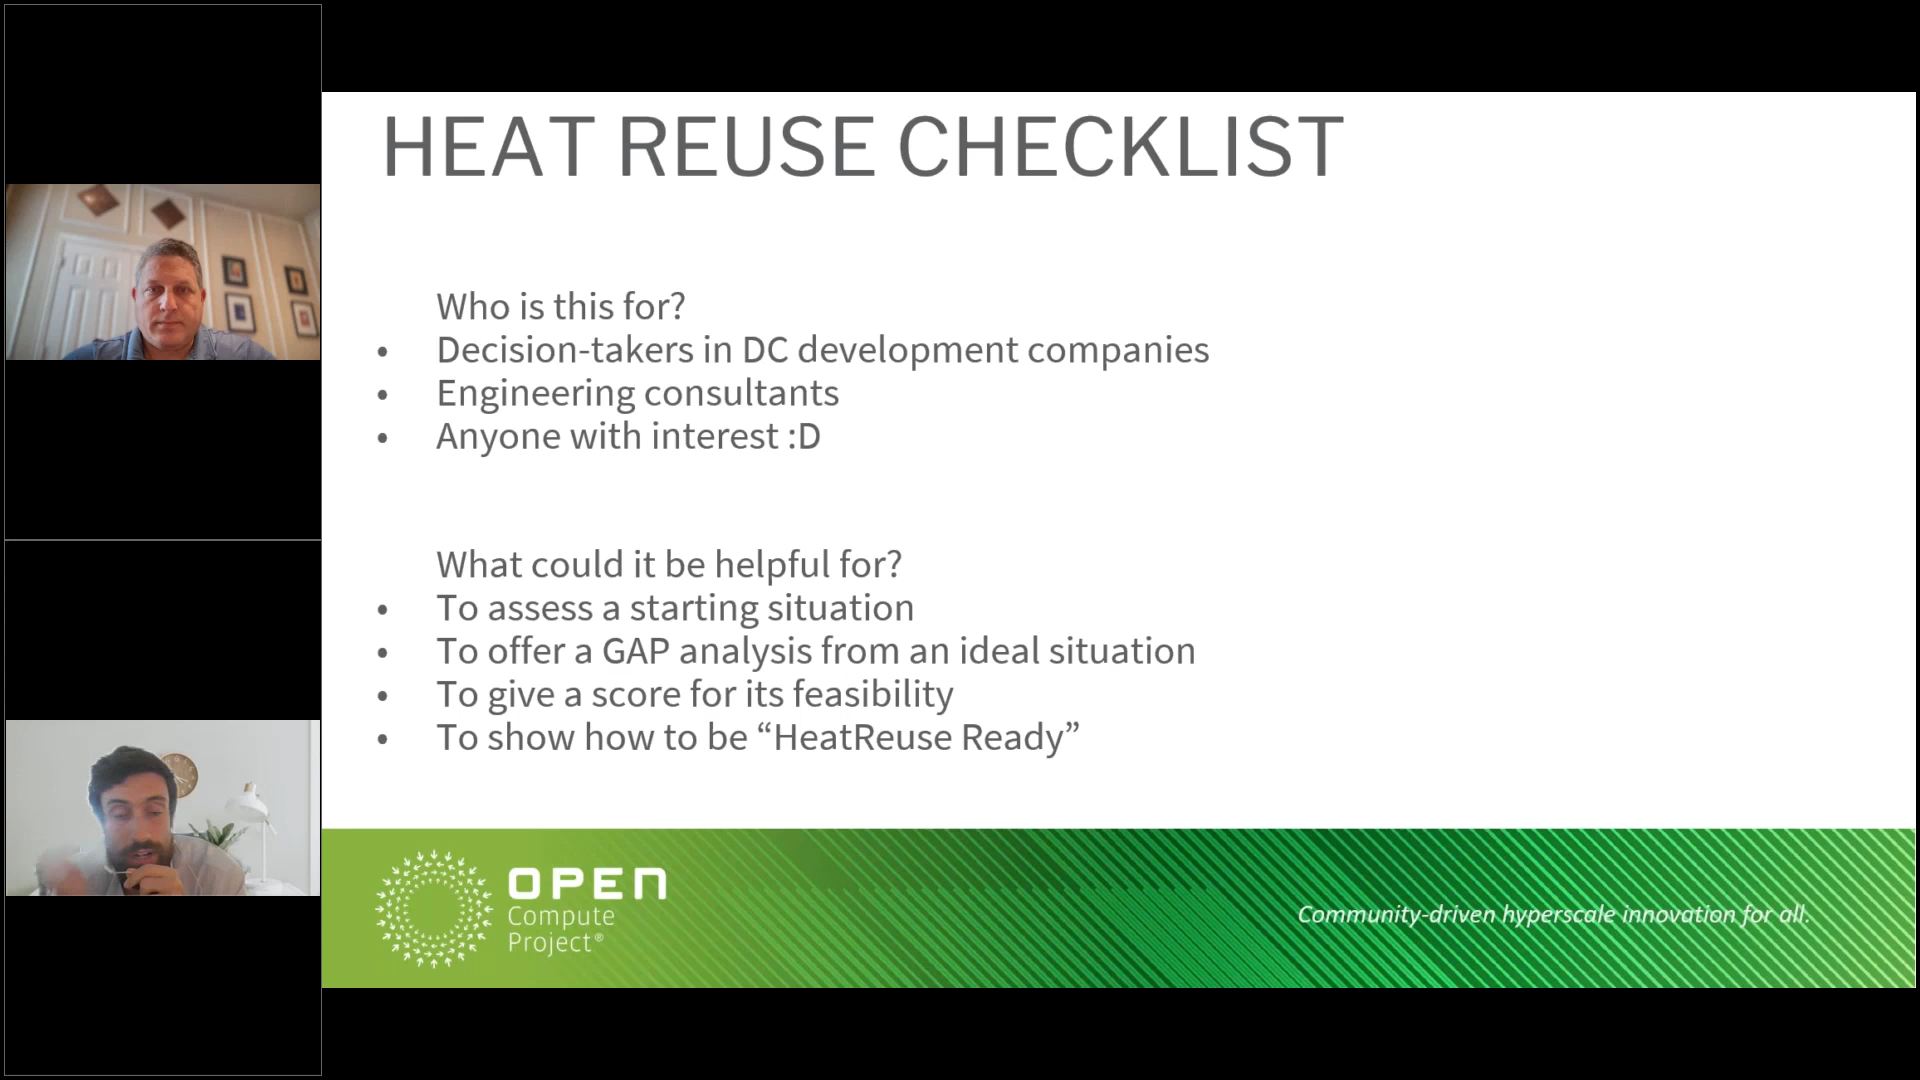 HEAT REUSE CHECKLIST
Who is this for?
• Decision-takers in DC development companies
• Engineering consultants
• Anyone with interest :D
What could it be helpful for?
• To assess a starting situation
• To offer a GAP analysis from an ideal situation
• To give a score for its feasibility
• To show how to be “HeatReuse Ready”
OPEN
Compute
Project®
Community-driven hyperscale innovation for all.